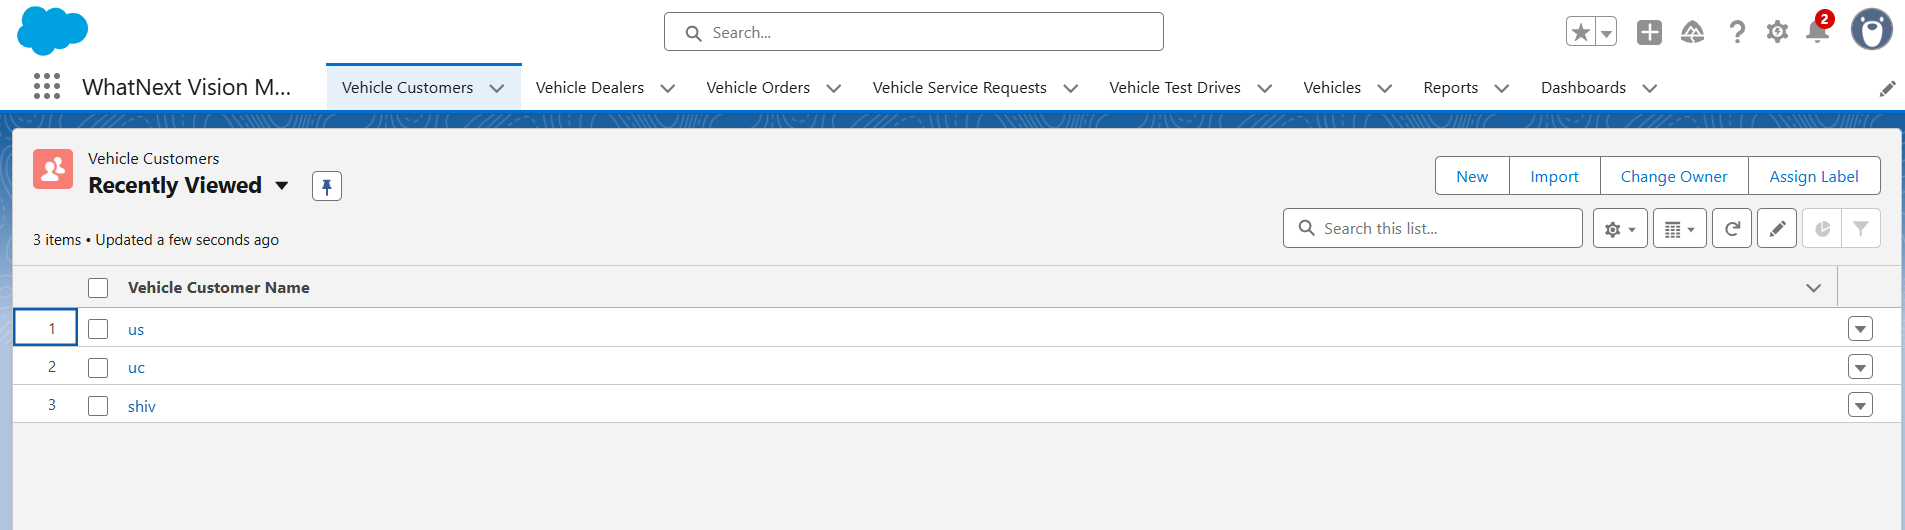 Search...
2
WhatNext Vision M...
Vehicle Customers
Vehicle Dealers
Vehicle Orders
Vehicle Service Requests
Vehicle Test Drives
Vehicles
Reports
Dashboards
Vehicle Customers
Recently Viewed
New
Import
Change Owner
Assign Label
3 items • Updated a few seconds ago
Search this list...
Vehicle Customer Name
1 us
2 uc
3 shiv